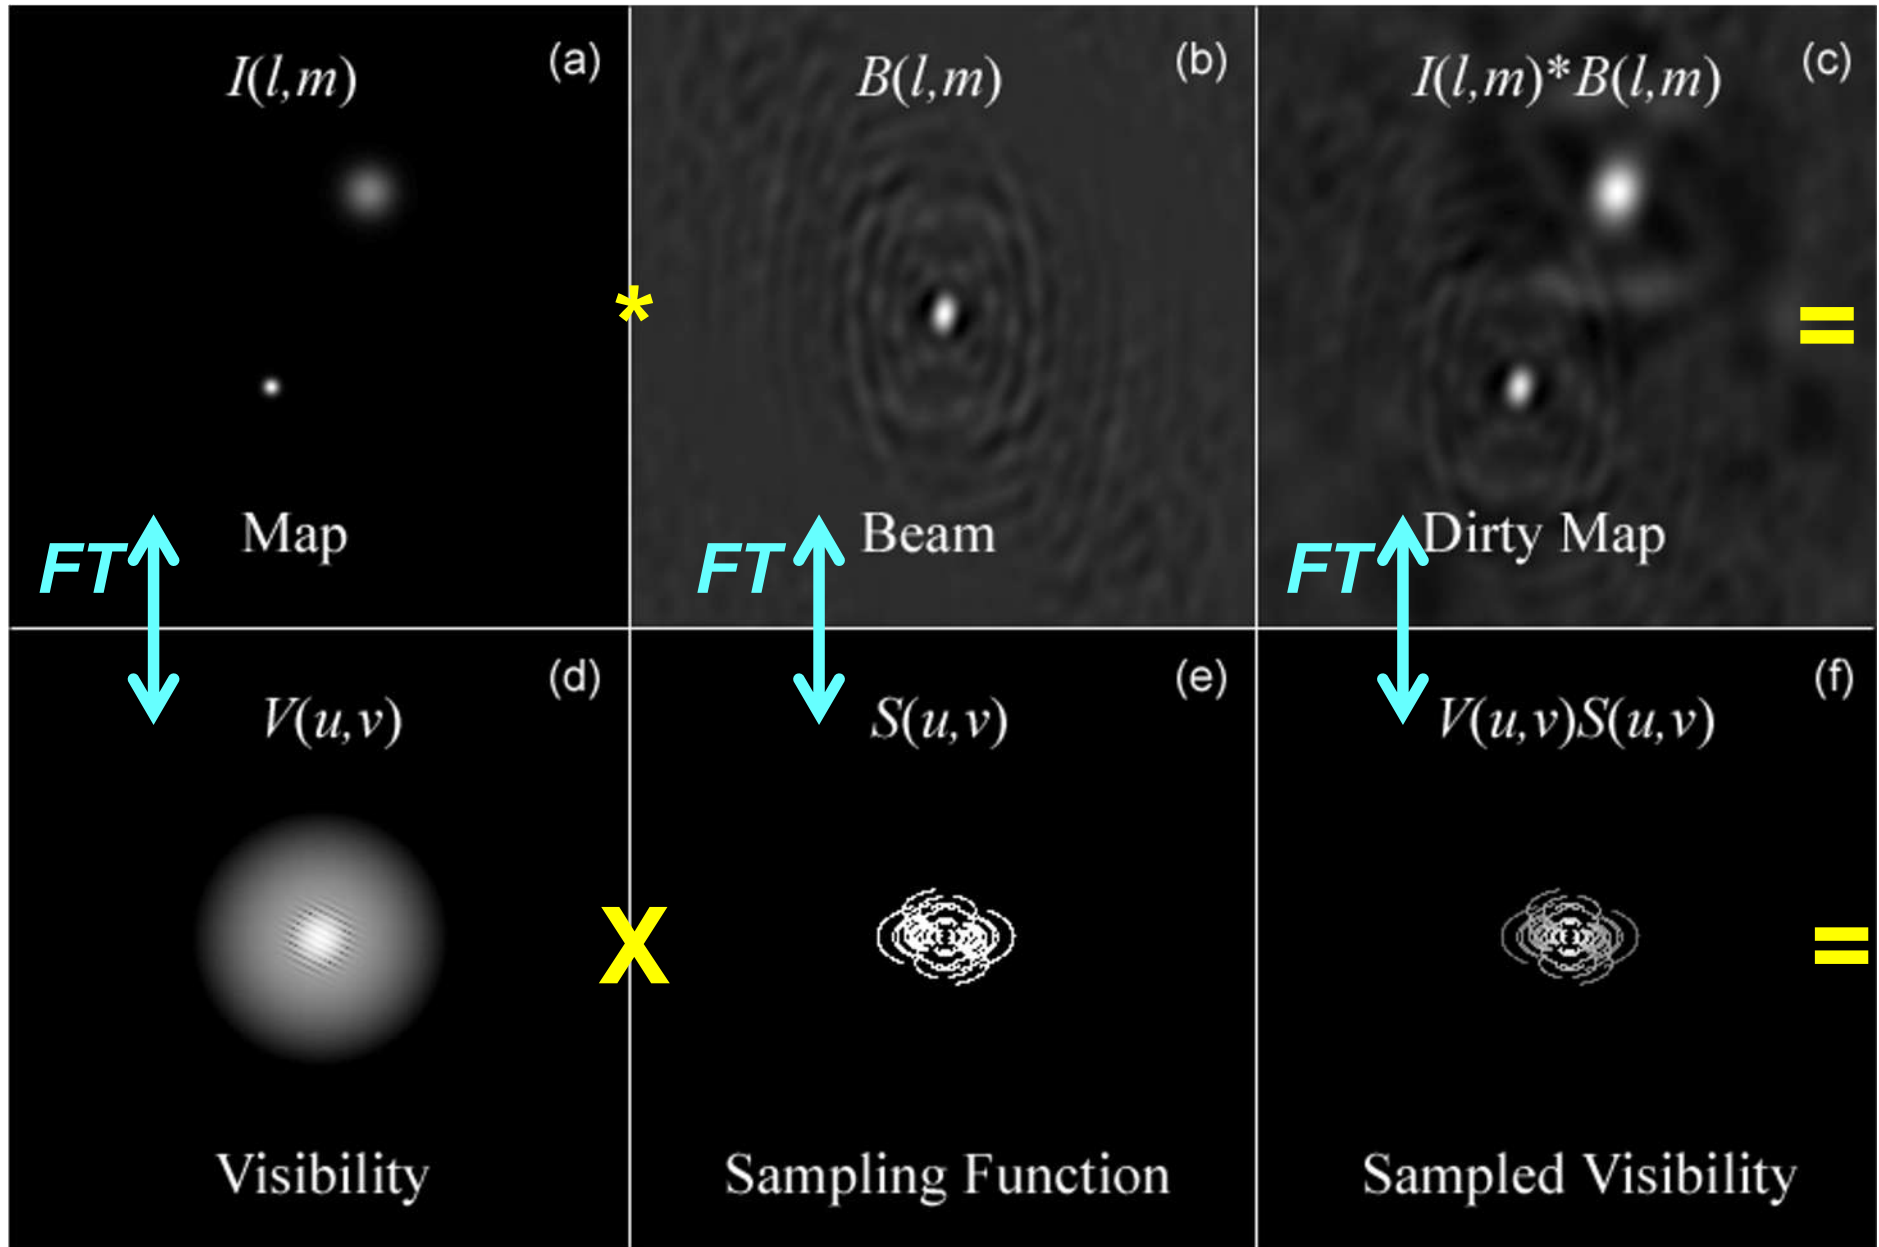 (a)
I(l,m)
Map
FT
*
(b)
B(l,m)
Beam
FT
(c)
I(l,m)*B(l,m)
Dirty Map
FT
=
(d)
V(u,v)
Visibility
X
(e)
S(u,v)
Sampling Function
(f)
V(u,v)S(u,v)
Sampled Visibility
=